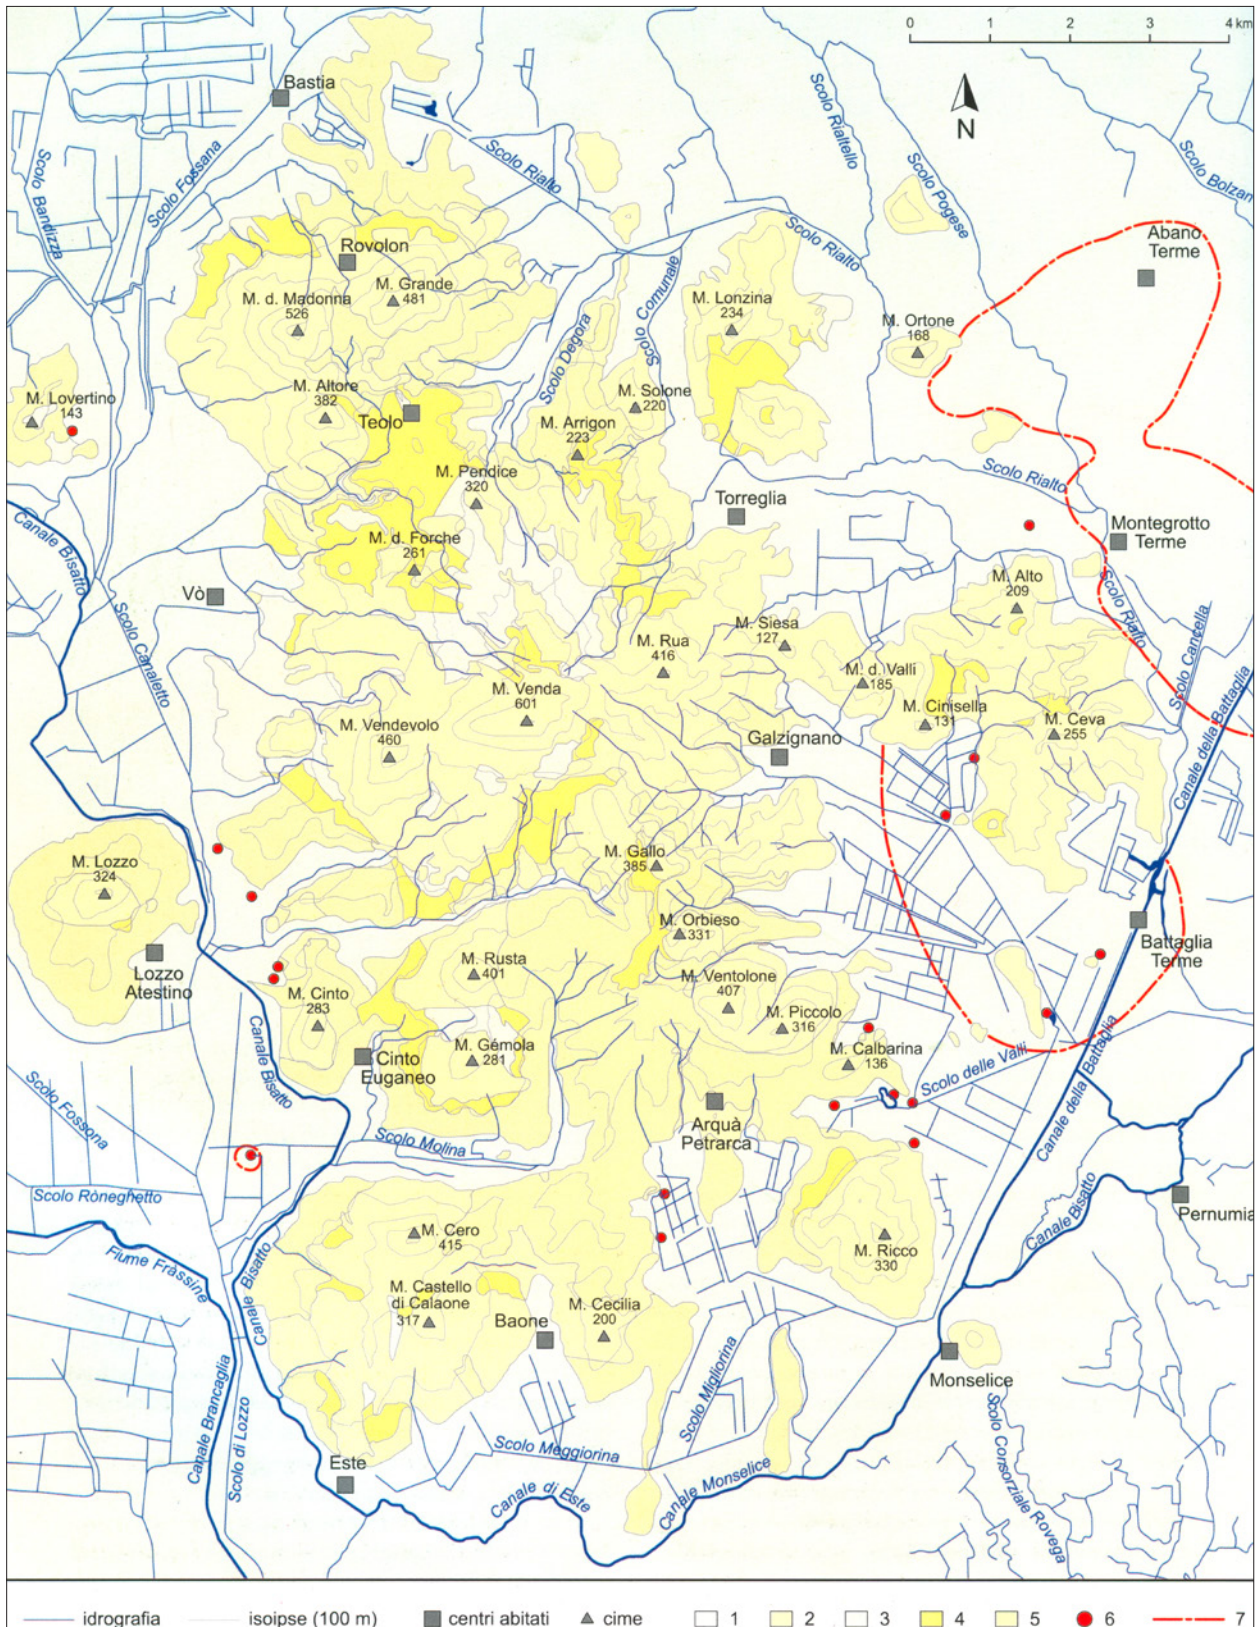 0 1 2 3 4 km
N
Bastia
Scolo Bandizza
Scolo Fossana
Scolo Rialto
Scolo Rialtello
Scolo Pogese
Scolo Bolzan
Abano
Terme
Scolo Rialto
Rovolon
M. Grande
481
M. d. Madonna
526
Scolo Degora
Scolo Comunale
M. Lonzina
234
M. Ortone
168
M. Lovertino
143
M. Altore
382
Teolo
M. Solone
220
M. Arrigon
223
M. Pendice
320
Scolo Rialto
Torreglia
Montegrotto
Terme
Canale Bisatto
M. d. Forche
261
Vò
M. Alto
209
Scolo Rialto
Scolo Cancella
Scolo Canaletto
M. Siesa
127
M. Rua
416
M. d. Valli
185
M. Venda
601
M. Cinisella
131
M. Ceva
255
M. Vendevolo
460
Galzignano
Canale della Battaglia
M. Lozzo
324
M. Gallo
385
M. Orbieso
331
Battaglia
Terme
Lozzo
Atestino
M. Rusta
401
M. Ventolone
407
M. Cinto
283
M. Piccolo
316
Canale Bisatto
Cinto
Euganeo
M. Gémola
281
M. Calbarina
136
Scolo delle Valli
Canale della Battaglia
Scolo Fossona
Arquà
Petrarca
Scolo Molina
Scolo Ròneghetto
Canale Bisatto
Pernumia
Fiume Fràssine
M. Cero
415
M. Ricco
330
Canale Bisatto
M. Castello
di Calaone
317
Baone
M. Cecilia
200
Monselice
Canale Brancaglia
Scolo di Lozzo
Scolo Migliorina
Scolo Meggiorina
Este
Canale di Este
Canale Monselice
Scolo Consorziale Rovega
idrografia isoipse (100 m) centri abitati cime 1 2 3 4 5 6 7